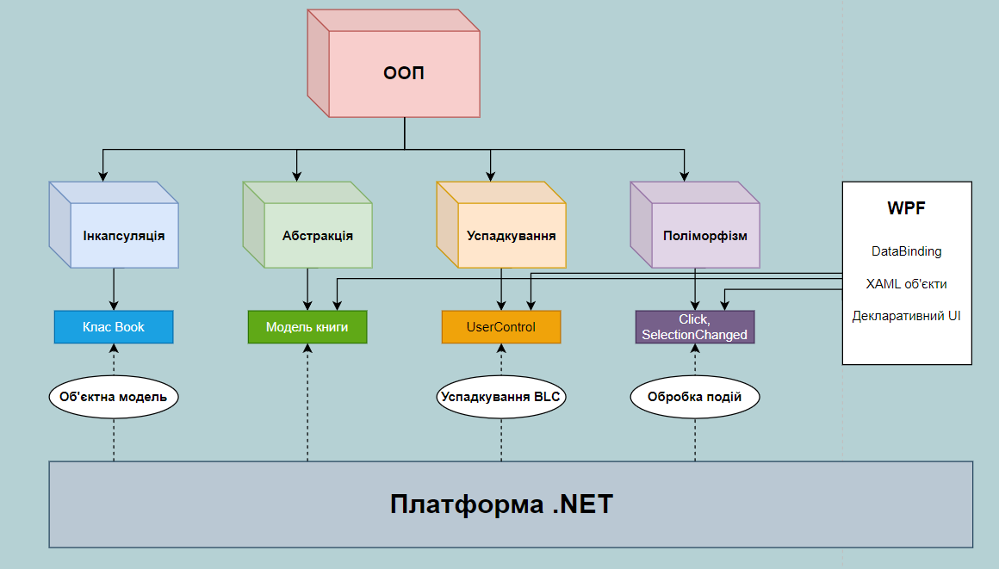 ООП
Інкапсуляція
Абстракція
Успадкування
Поліморфізм
WPF
DataBinding
XAML об'єкти
Декларативний UI
Клас Book
Модель книги
UserControl
Click,
SelectionChanged
Об'єктна модель
Успадкування BLC
Обробка подій
Платформа .NET